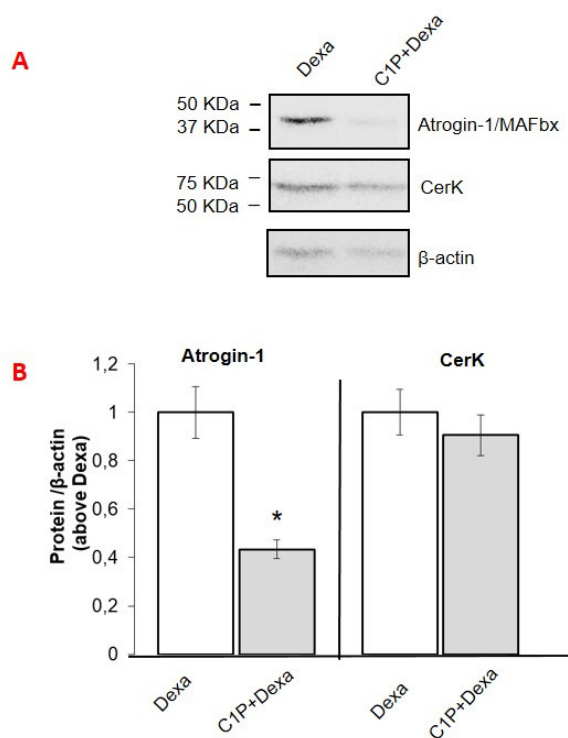 A
Dexa
C1P+Dexa
50 KDa
37 KDa
Atrogin-1/MAFbx
75 KDa
50 KDa
CerK
β-actin
B
Atrogin-1
CerK
Protein /β-actin
(above Dexa)
1,2
1
0,8
0,6
0,4
0,2
0
*
Dexa
C1P+Dexa
Dexa
C1P+Dexa